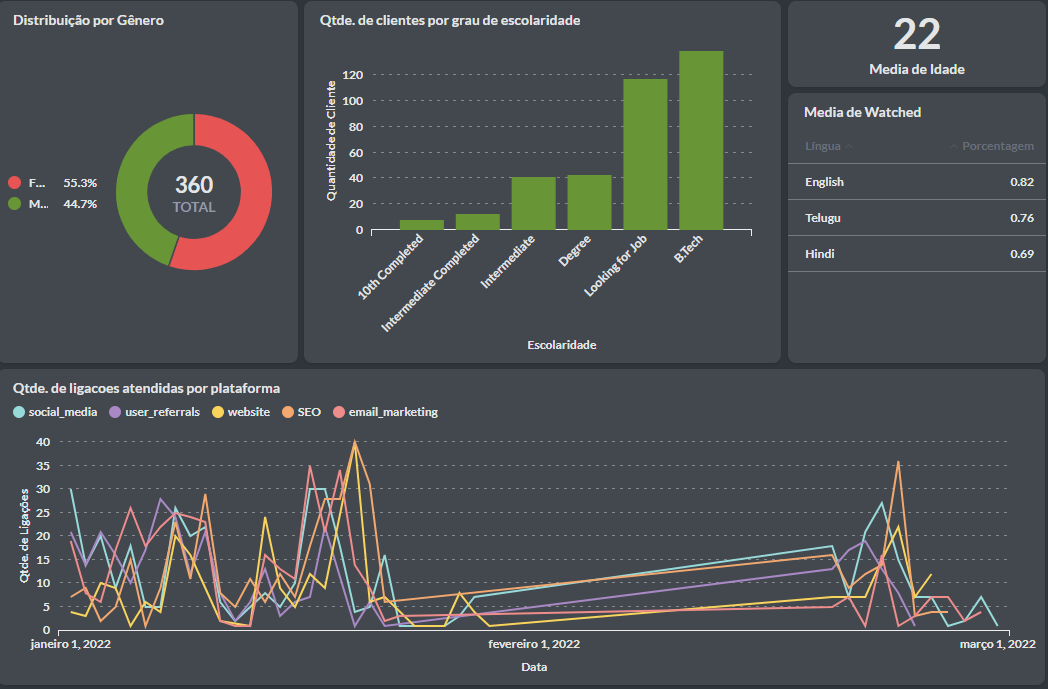 Distribuição por Gênero
F... 55.3%
M... 44.7%
360
TOTAL
Qtde. de clientes por grau de escolaridade
Quantidade de Cliente
120
100
80
60
40
20
0
10th Completed
Intermediate Completed
Intermediate
Degree
Looking for Job
B.Tech
Escolaridade
22
Media de Idade
Media de Watched
Língua Porcentagem
English 0.82
Telugu 0.76
Hindi 0.69
Qtde. de ligacoes atendidas por plataforma
social_media user_referrals website SEO email_marketing
Qtde. de Ligações
40
35
30
25
20
15
10
5
0
janeiro 1, 2022 fevereiro 1, 2022 março 1, 2022
Data